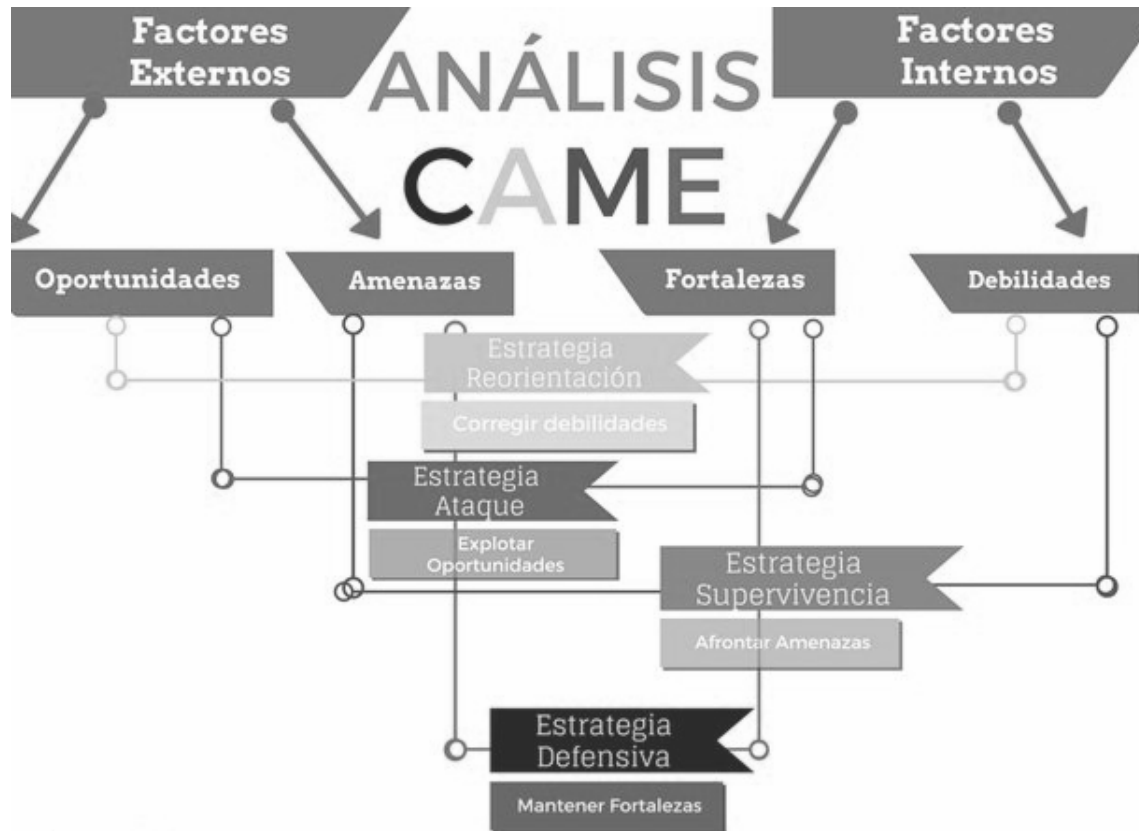 Factores
Externos
ANÁLISIS
CAME
Factores
Internos
Oportunidades
Amenazas
Fortalezas
Debilidades
Estrategia
Reorientación
Corregir debilidades
Estrategia
Ataque
Explotar
Oportunidades
Estrategia
Supervivencia
Afrontar Amenazas
Estrategia
Defensiva
Mantener Fortalezas